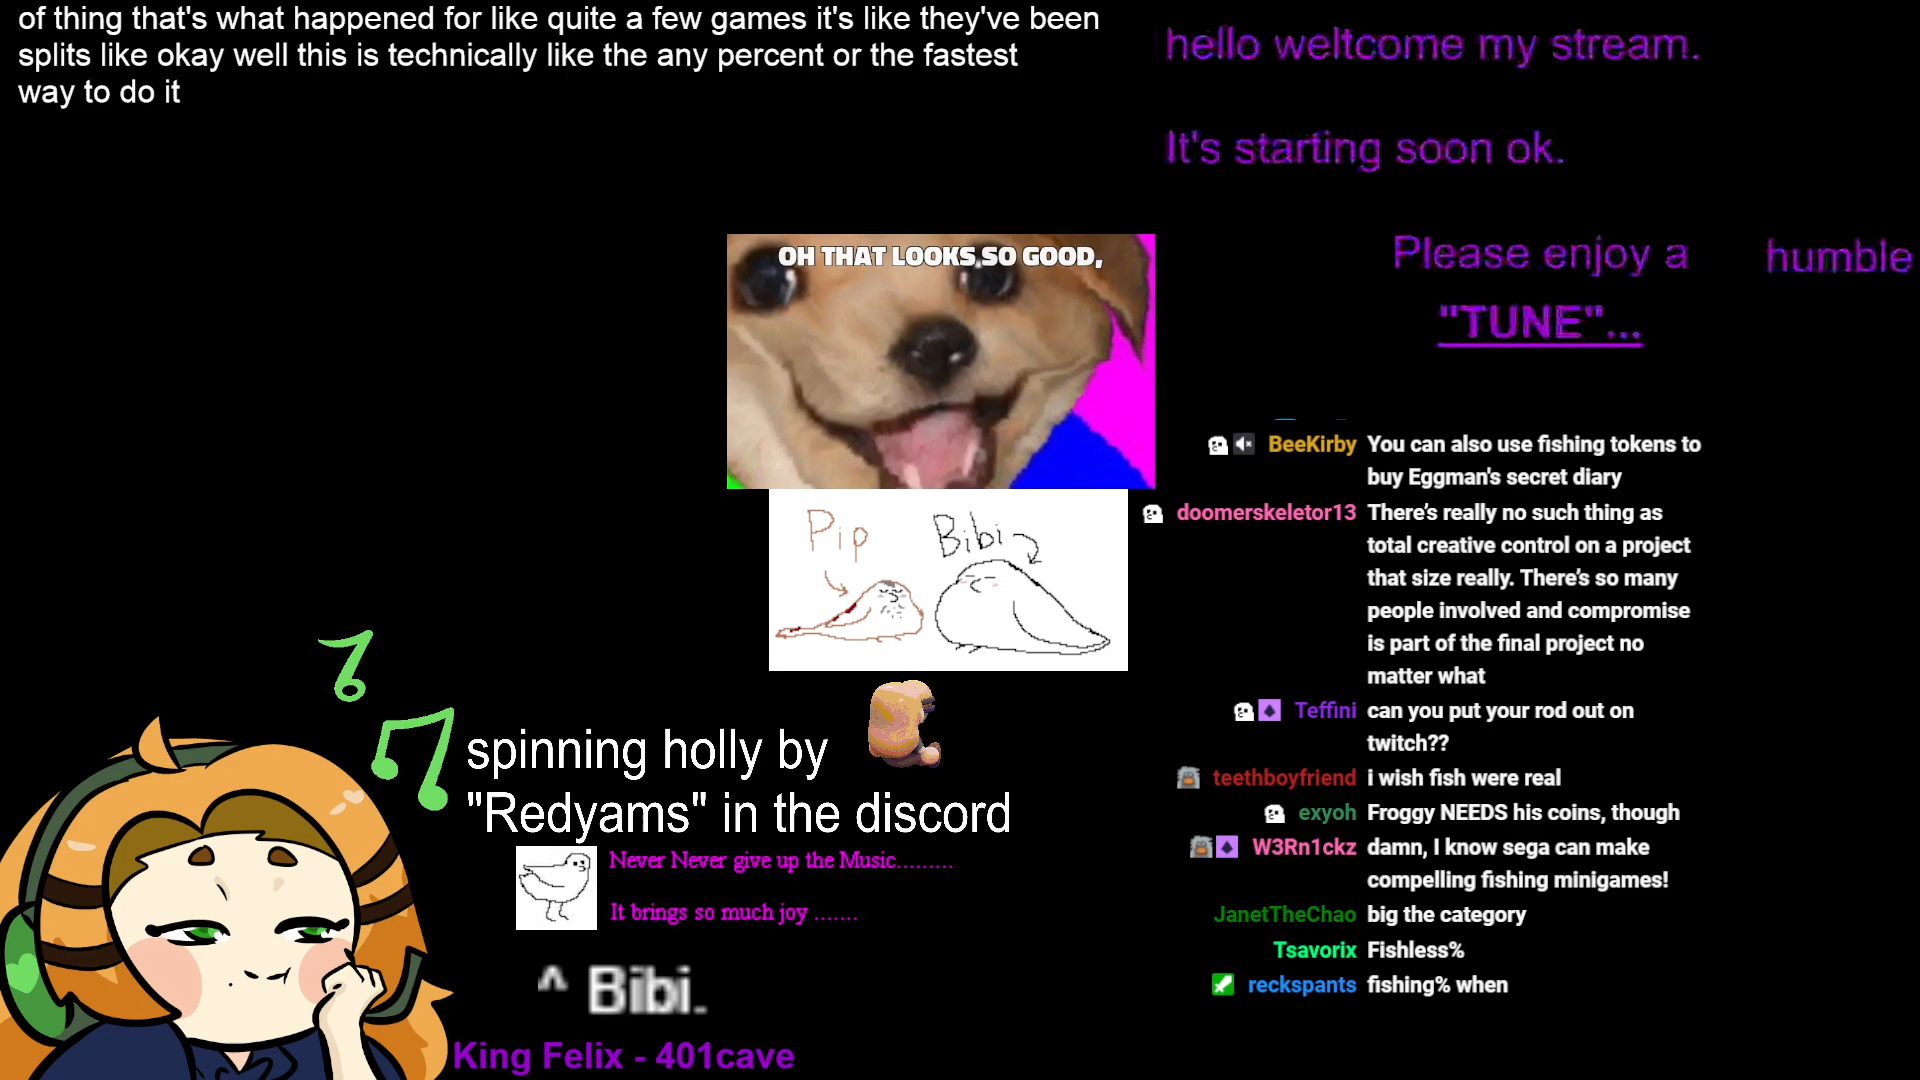 of thing that's what happened for like quite a few games it's like they've been
splits like okay well this is technically like the any percent or the fastest
way to do it
hello weltcome my stream.
It's starting soon ok.
Please enjoy a humble
"TUNE"...
OH THAT LOOKS SO GOOD,
Pip
Bibi
BeeKirby You can also use fishing tokens to
buy Eggman's secret diary
doomerskeletor13 There's really no such thing as
total creative control on a project
that size really. There's so many
people involved and compromise
is part of the final project no
matter what
Teffini can you put your rod out on
twitch??
teethboyfriend i wish fish were real
exyoh Froggy NEEDS his coins, though
W3Rn1ckz damn, I know sega can make
compelling fishing minigames!
JanetTheChao big the category
Tsavorix Fishless%
reckspants fishing% when
spinning holly by
"Redyams" in the discord
Never Never give up the Music.........
It brings so much joy .......
^ Bibi.
King Felix - 401cave